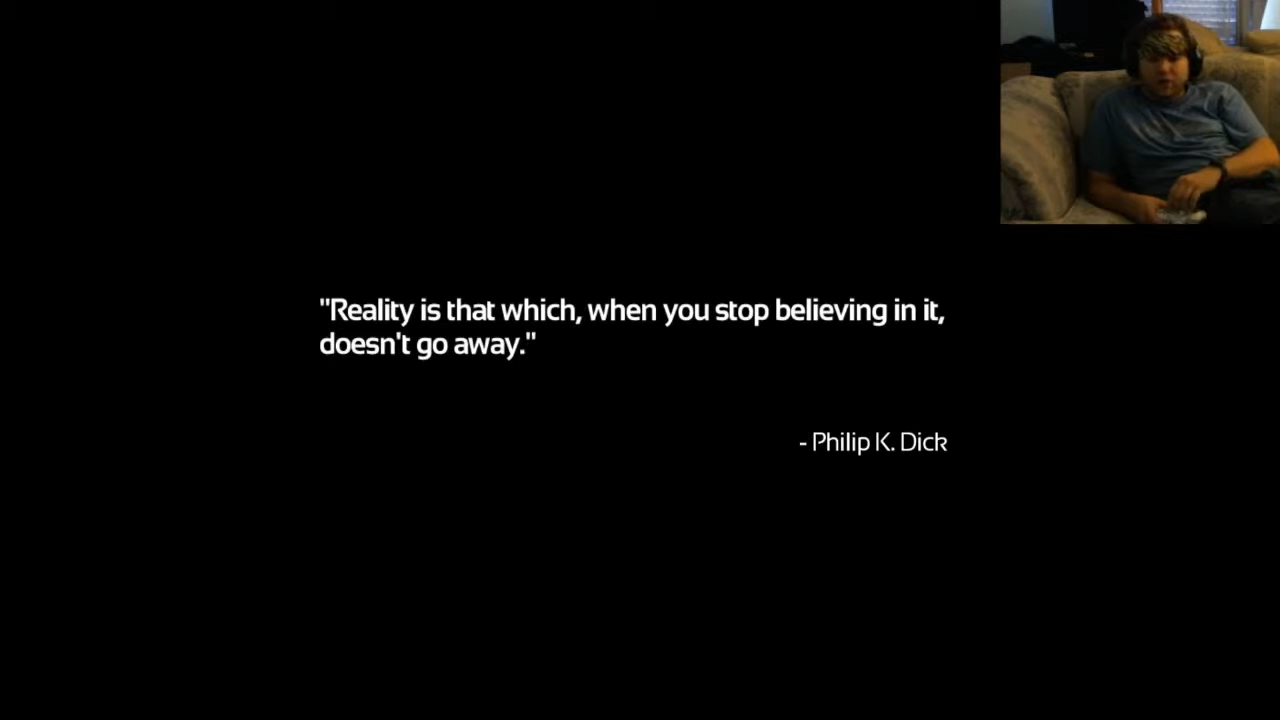 "Reality is that which, when you stop believing in it,
doesn't go away."
- Philip K. Dick